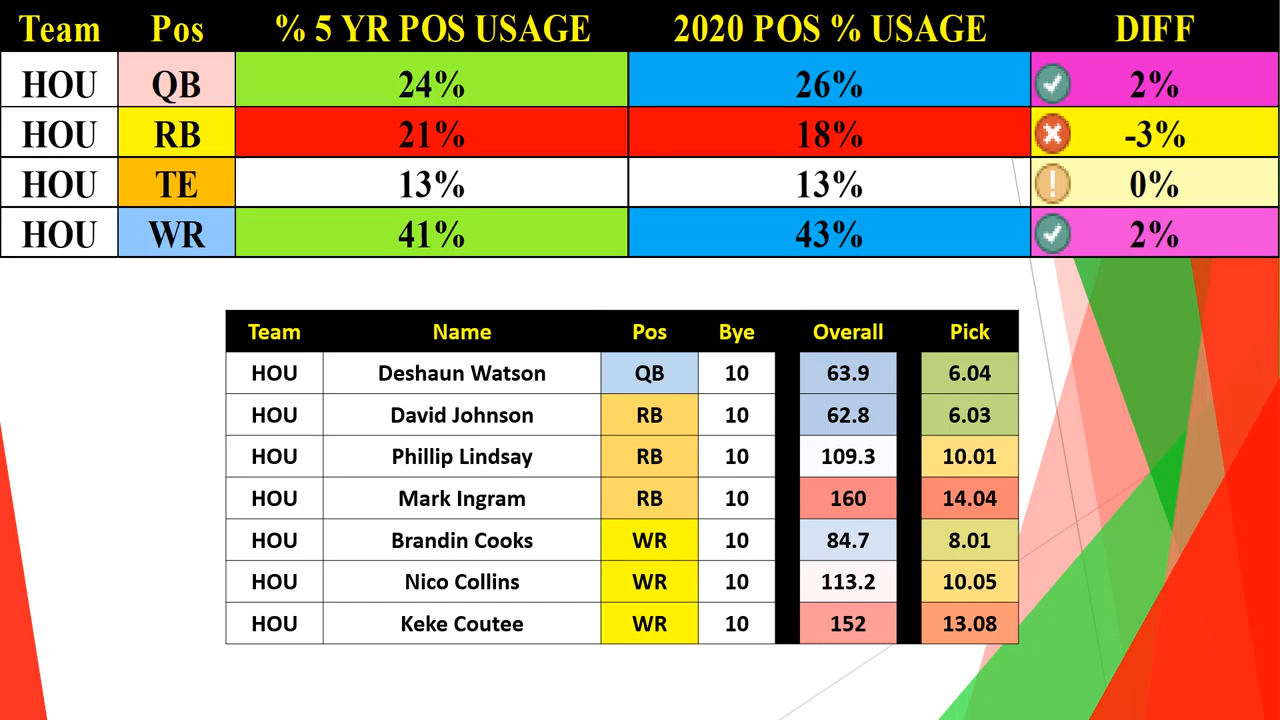 Team Pos % 5 YR POS USAGE 2020 POS % USAGE DIFF
HOU QB 24% 26% 2%
HOU RB 21% 18% -3%
HOU TE 13% 13% 0%
HOU WR 41% 43% 2%
Team Name Pos Bye Overall Pick
HOU Deshaun Watson QB 10 63.9 6.04
HOU David Johnson RB 10 62.8 6.03
HOU Phillip Lindsay RB 10 109.3 10.01
HOU Mark Ingram RB 10 160 14.04
HOU Brandin Cooks WR 10 84.7 8.01
HOU Nico Collins WR 10 113.2 10.05
HOU Keke Coutee WR 10 152 13.08